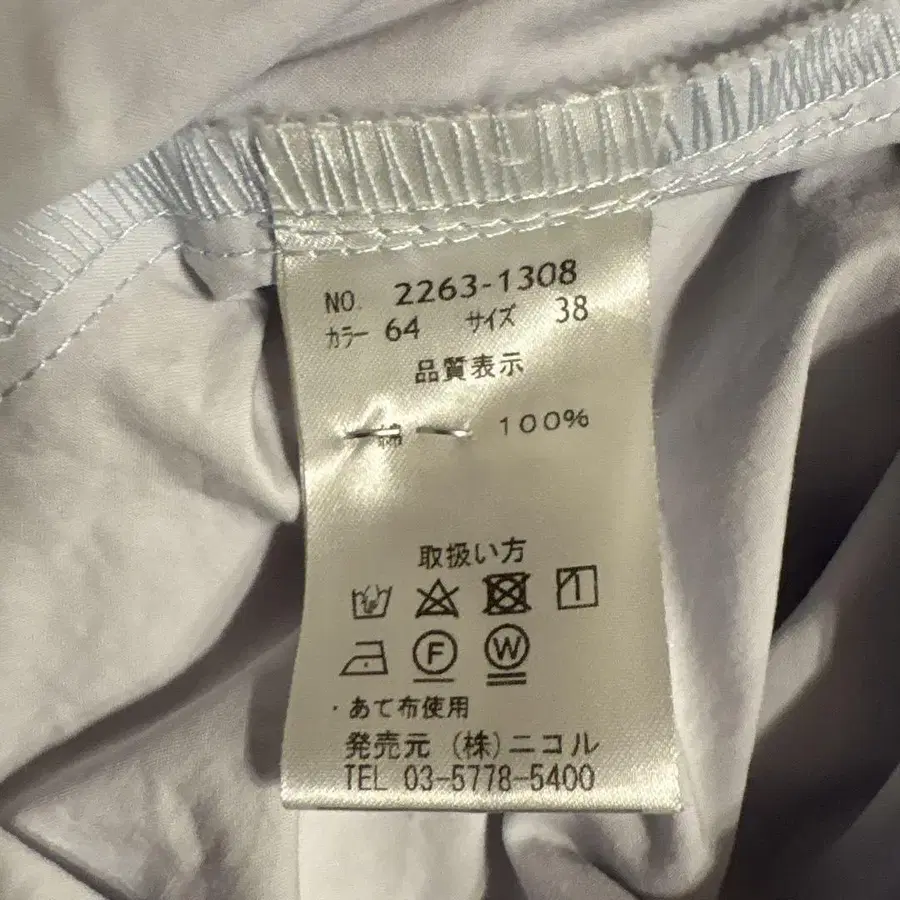 NO. 2263-1308
カラー 64 サイズ 38
品質表示
綿 100%
取扱い方
F W
・あて布使用
発売元 (株)ニコル
TEL 03-5778-5400